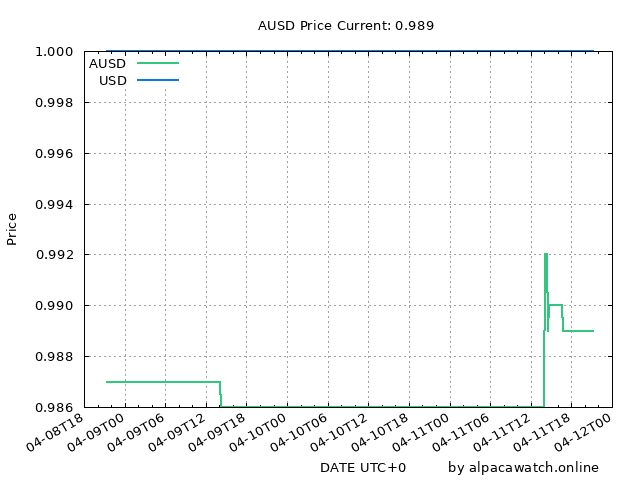 AUSD Price Current: 0.989
1.000
AUSD
USD
0.998
0.996
0.994
0.992
0.990
0.988
0.986
Price
04-08T18
04-09T00
04-09T06
04-09T12
04-09T18
04-10T00
04-10T06
04-10T12
04-10T18
04-11T00
04-11T06
04-11T12
04-11T18
04-12T00
DATE UTC+0 by alpacawatch.online